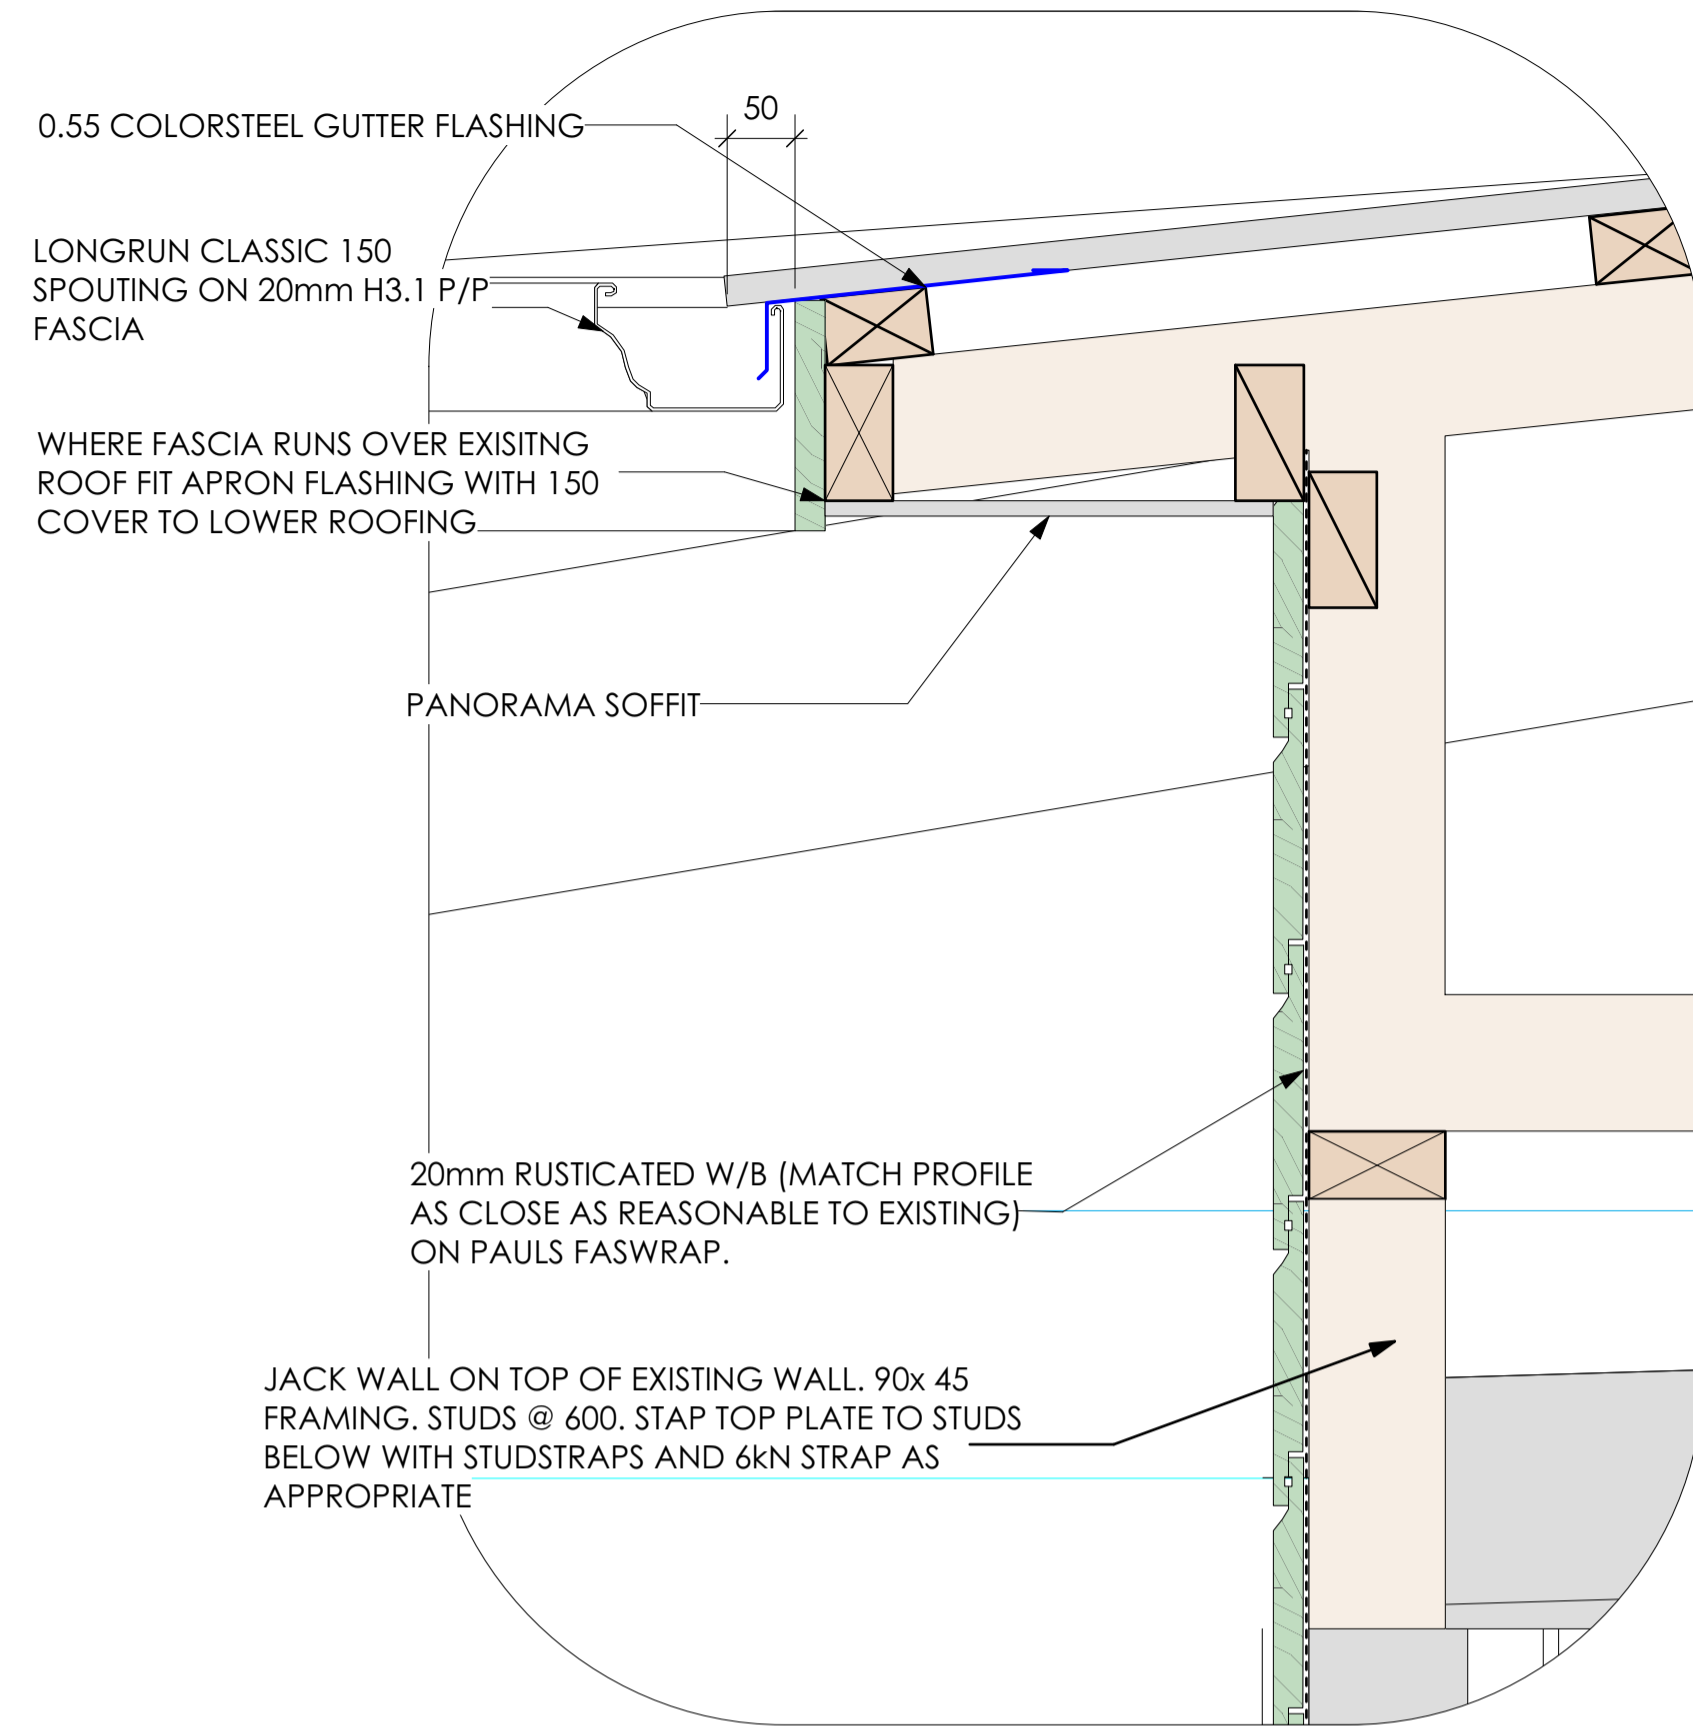 50
0.55 COLORSTEEL GUTTER FLASHING
LONGRUN CLASSIC 150
SPOUTING ON 20mm H3.1 P/P
FASCIA
WHERE FASCIA RUNS OVER EXISITNG
ROOF FIT APRON FLASHING WITH 150
COVER TO LOWER ROOFING
PANORAMA SOFFIT
20mm RUSTICATED W/B (MATCH PROFILE
AS CLOSE AS REASONABLE TO EXISTING)
ON PAULS FASWRAP.
JACK WALL ON TOP OF EXISTING WALL. 90x 45
FRAMING. STUDS @ 600. STAP TOP PLATE TO STUDS
BELOW WITH STUDSTRAPS AND 6kN STRAP AS
APPROPRIATE